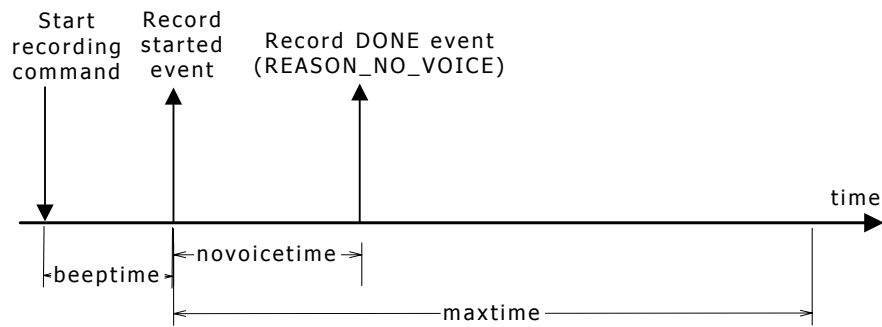 Start
recording
command
Record
started
event
Record DONE event
(REASON_NO_VOICE)
time
novoicetime
beeptime
maxtime